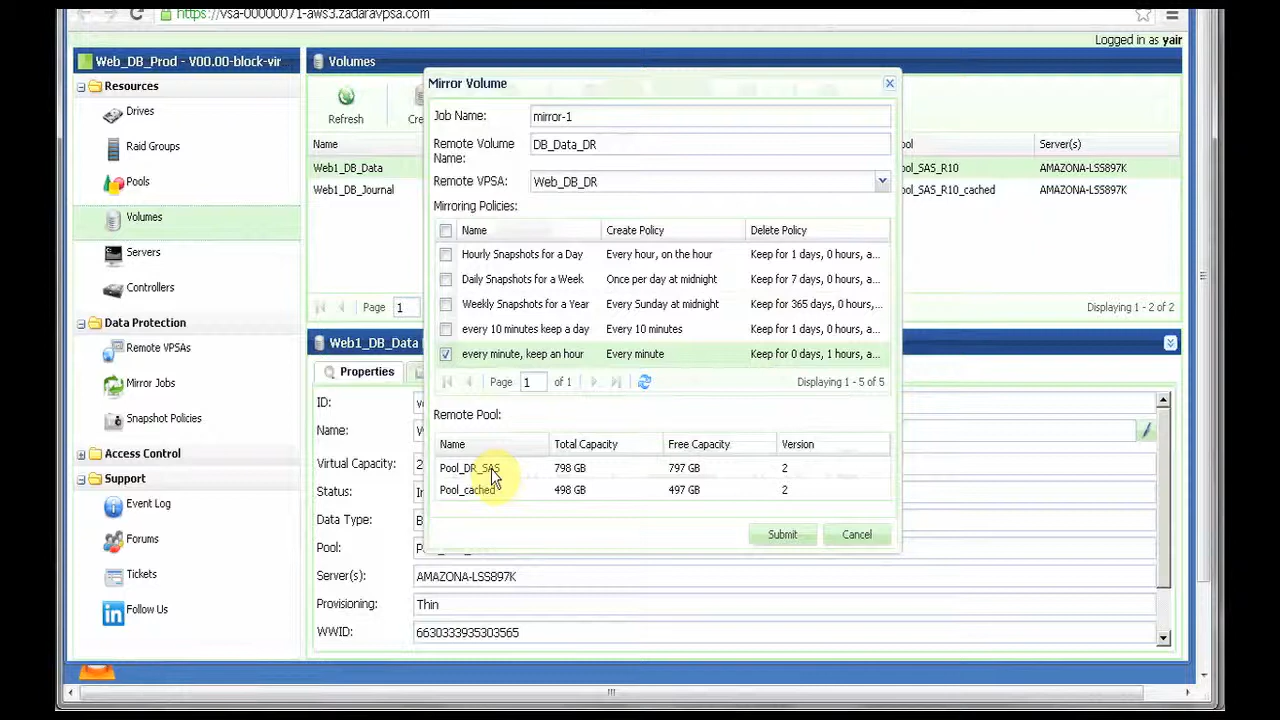 https://vsa-00000071-aws3.zadaravpsa.com
Logged in as yair
Web_DB_Prod - V00.00-block-vir
Resources
Drives
Raid Groups
Pools
Volumes
Servers
Controllers
Data Protection
Remote VPSAs
Mirror Jobs
Snapshot Policies
Access Control
Support
Event Log
Forums
Tickets
Follow Us
Volumes
Refresh
Cre
Name
ool
Server(s)
Web1_DB_Data
ool_SAS_R10
AMAZONA-LSS897K
Web1_DB_Journal
ool_SAS_R10_cached
AMAZONA-LSS897K
Page 1
Displaying 1 - 2 of 2
Mirror Volume
Job Name: mirror-1
Remote Volume Name: DB_Data_DR
Remote VPSA: Web_DB_DR
Mirroring Policies:
Name Create Policy Delete Policy
Hourly Snapshots for a Day Every hour, on the hour Keep for 1 days, 0 hours, a...
Daily Snapshots for a Week Once per day at midnight Keep for 7 days, 0 hours, a...
Weekly Snapshots for a Year Every Sunday at midnight Keep for 365 days, 0 hours,...
every 10 minutes keep a day Every 10 minutes Keep for 1 days, 0 hours, a...
every minute, keep an hour Every minute Keep for 0 days, 1 hours, a...
Page 1 of 1 Displaying 1 - 5 of 5
Remote Pool:
Name Total Capacity Free Capacity Version
Pool_DR_SAS 798 GB 797 GB 2
Pool_cached 498 GB 497 GB 2
Submit Cancel
Web1_DB_Data
Properties
ID:
Name:
Virtual Capacity: 2
Status: In
Data Type: B
Pool:
Server(s): AMAZONA-LSS897K
Provisioning: Thin
WWID: 6630333935303565